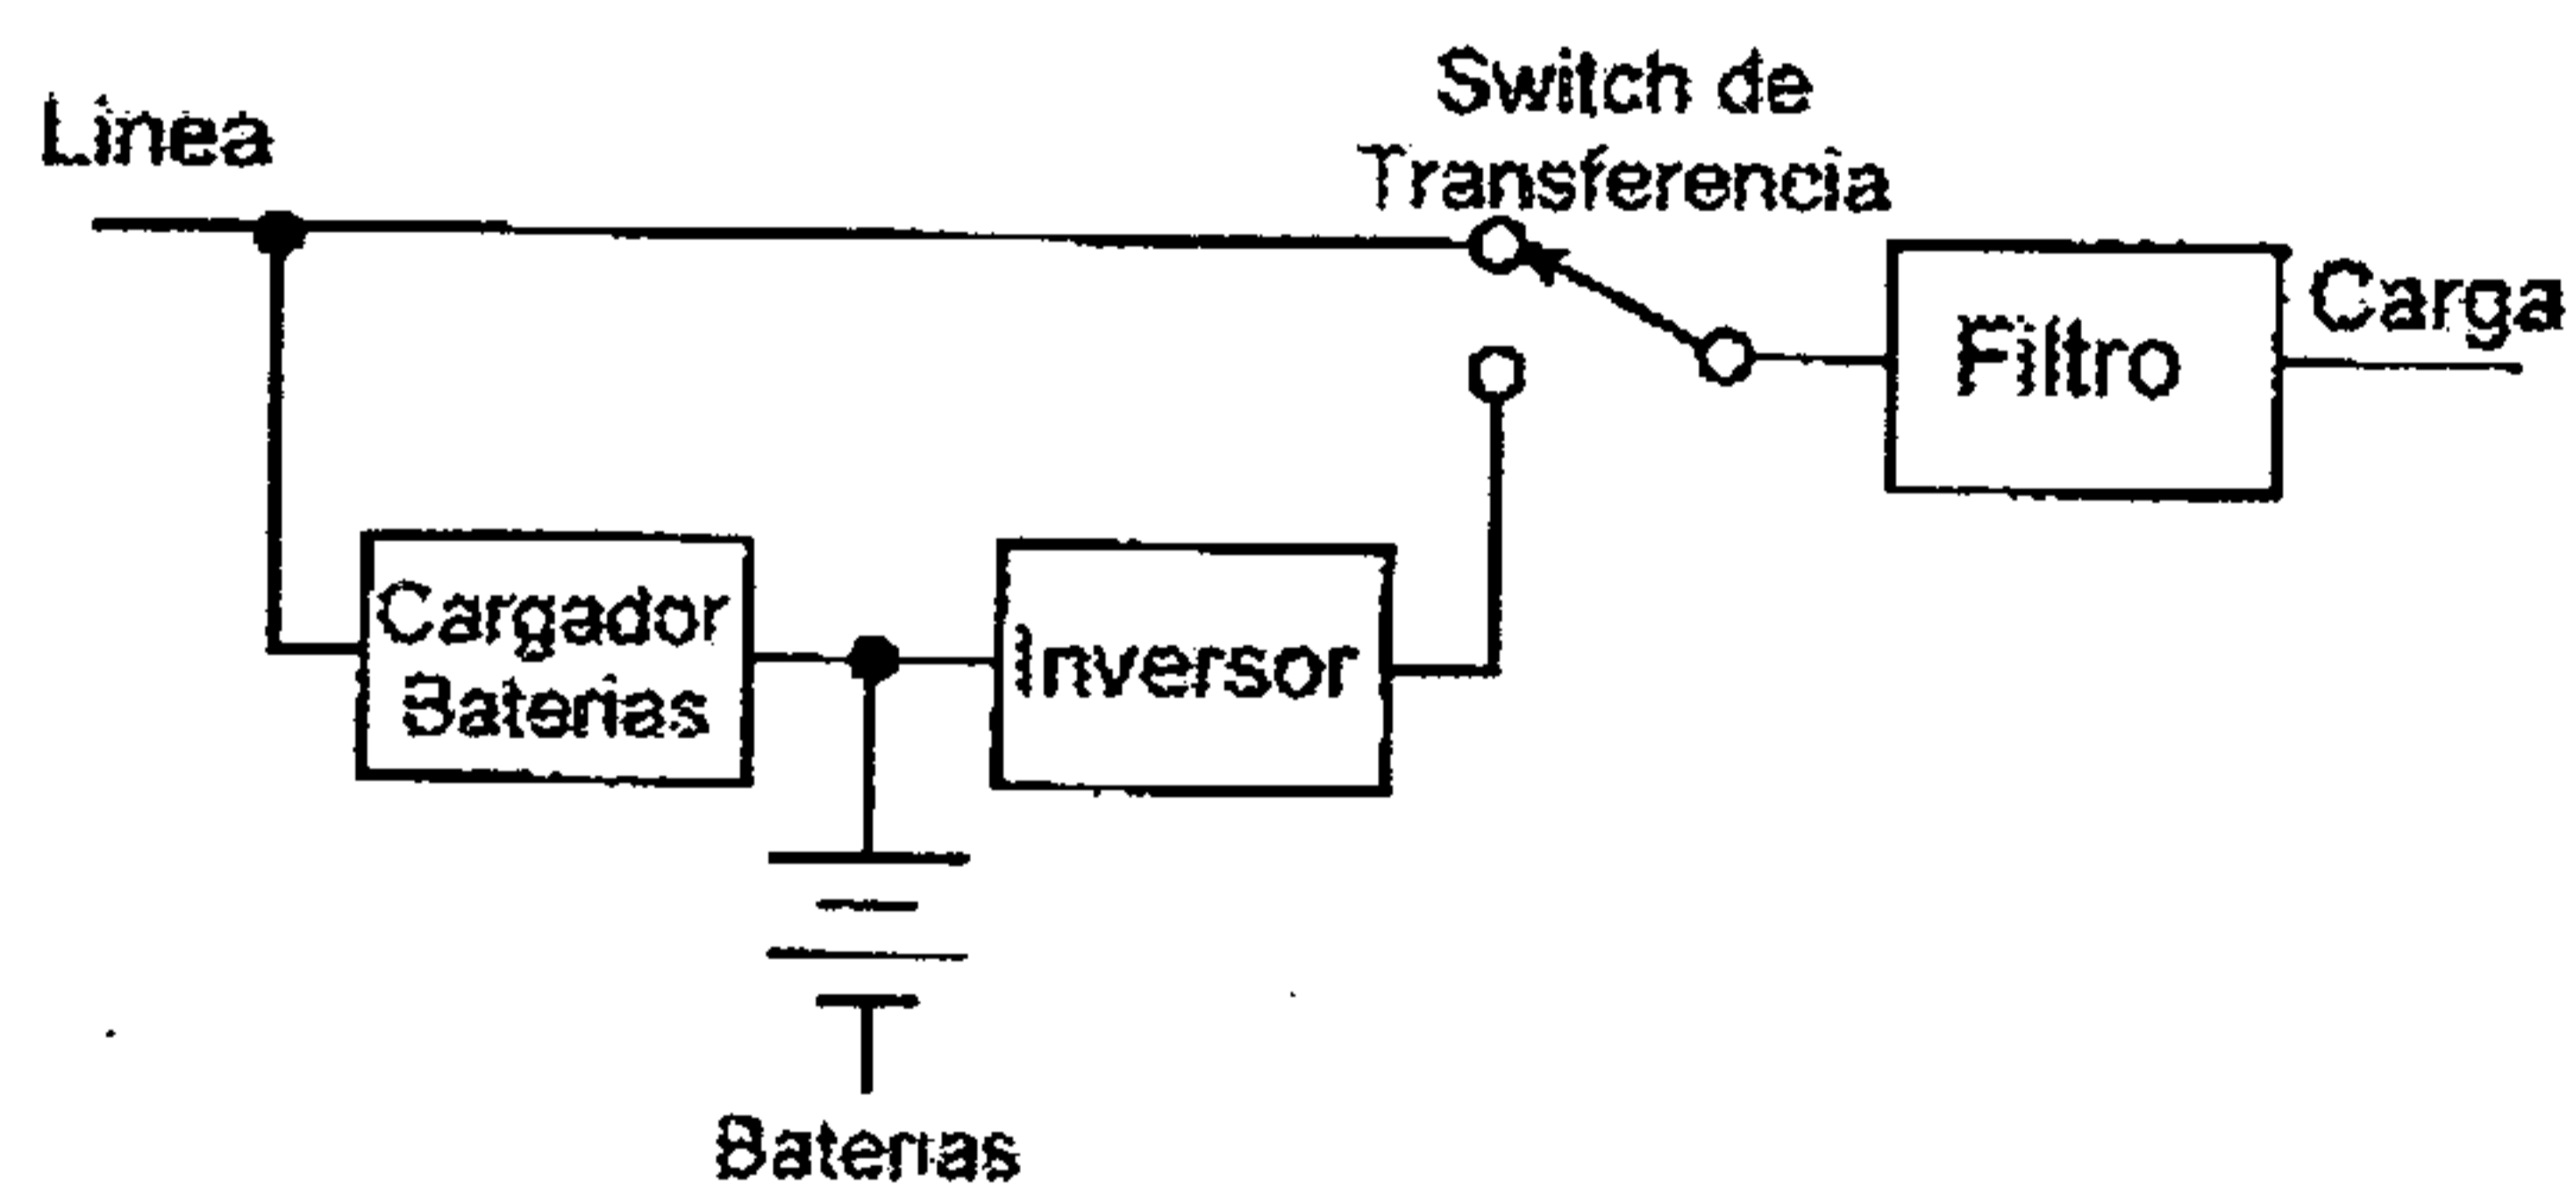 Linea
Switch de
Transferencia
Filtro
Carga
Cargador
Baterias
Inversor
Baterias